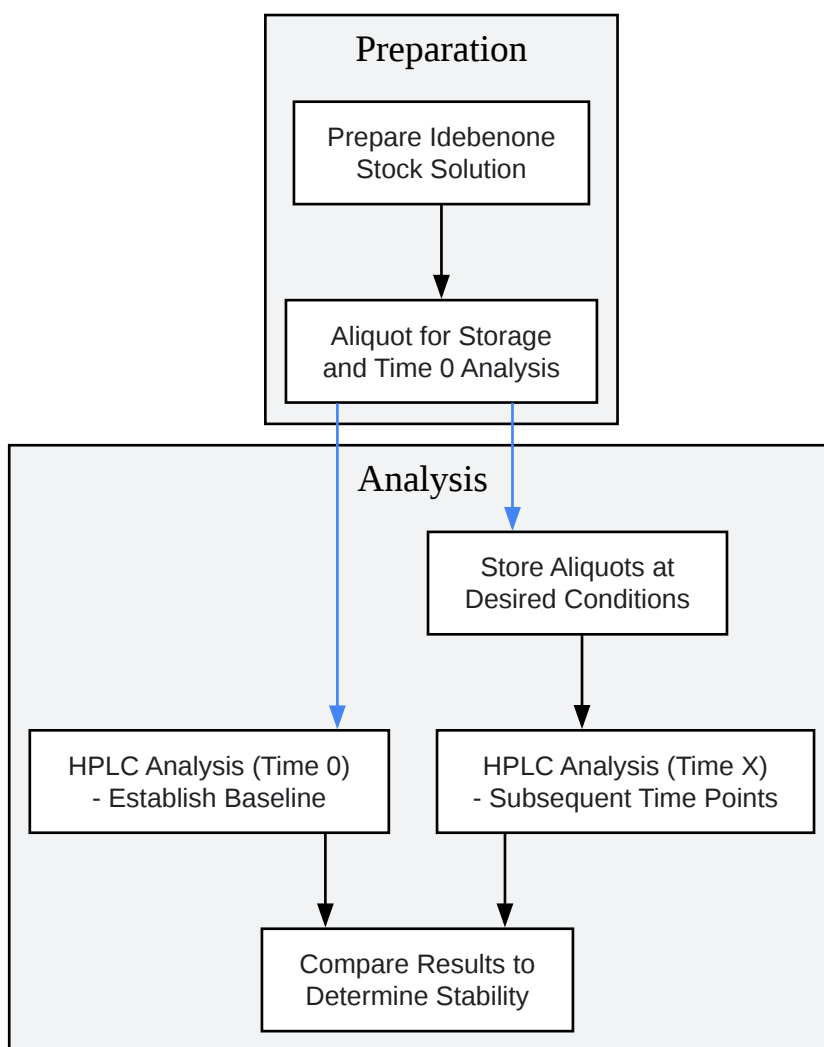 Preparation
Prepare Idebenone
Stock Solution
Aliquot for Storage
and Time 0 Analysis
Analysis
Store Aliquots at
Desired Conditions
HPLC Analysis (Time 0)
- Establish Baseline
HPLC Analysis (Time X)
- Subsequent Time Points
Compare Results to
Determine Stability